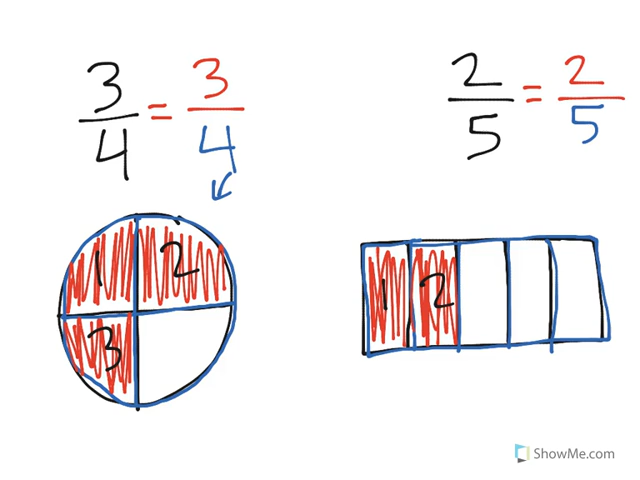 3/4 = 3/4
2/5 = 2/5
1 2
3
1 2
ShowMe.com